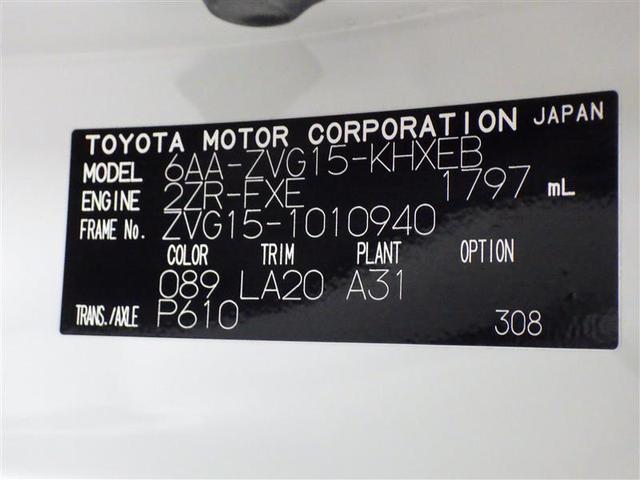 TOYOTA MOTOR CORPORATION JAPAN
MODEL 6AA-ZVG15-KHXEB
ENGINE 2ZR-FXE 1797 mL
FRAME No. ZVG15-1010940
COLOR TRIM PLANT OPTION
089 LA20 A31
TRANS./AXLE P610 308